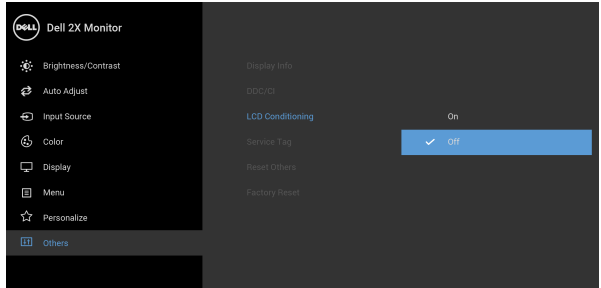 DELL
Dell 2X Monitor
Brightness/Contrast
Auto Adjust
Input Source
Color
Display
Menu
Personalize
Others
Display Info
DDC/CI
LCD Conditioning
Service Tag
Reset Others
Factory Reset
On
Off